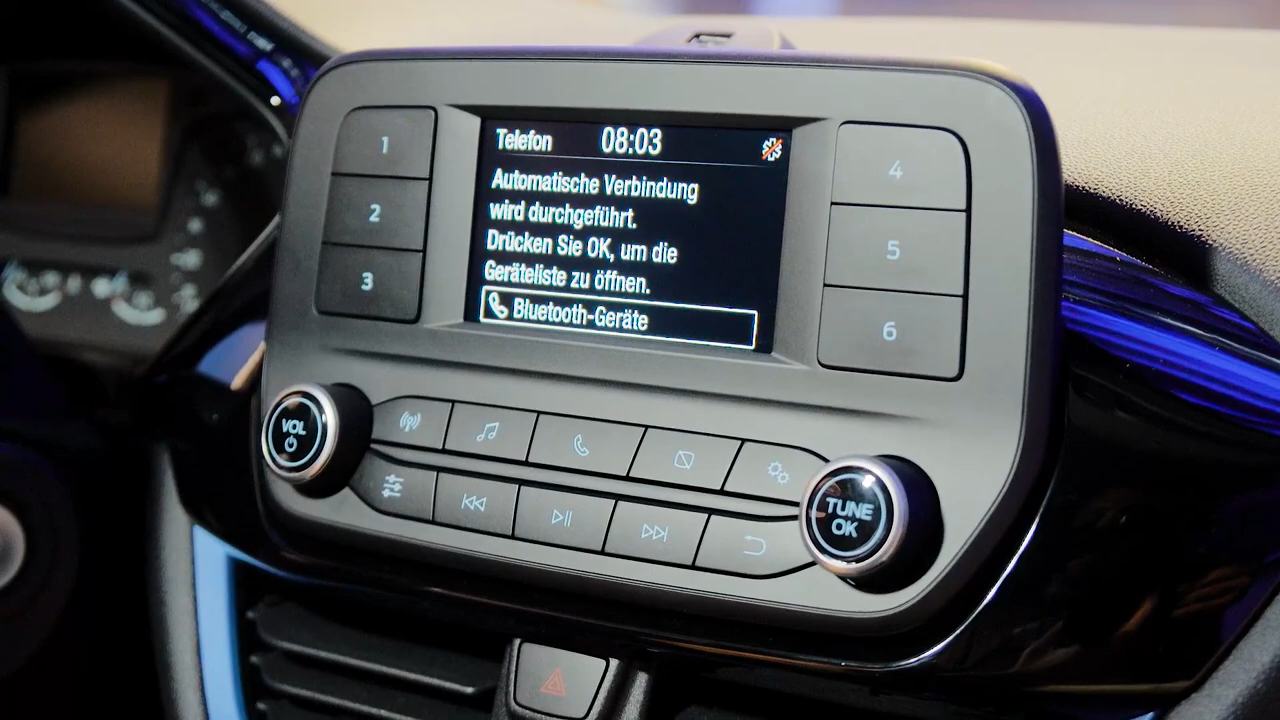 Telefon 08:03
Automatische Verbindung
wird durchgeführt.
Drücken Sie OK, um die
Geräteliste zu öffnen.
Bluetooth-Geräte
1
2
3
4
5
6
VOL
TUNE
OK